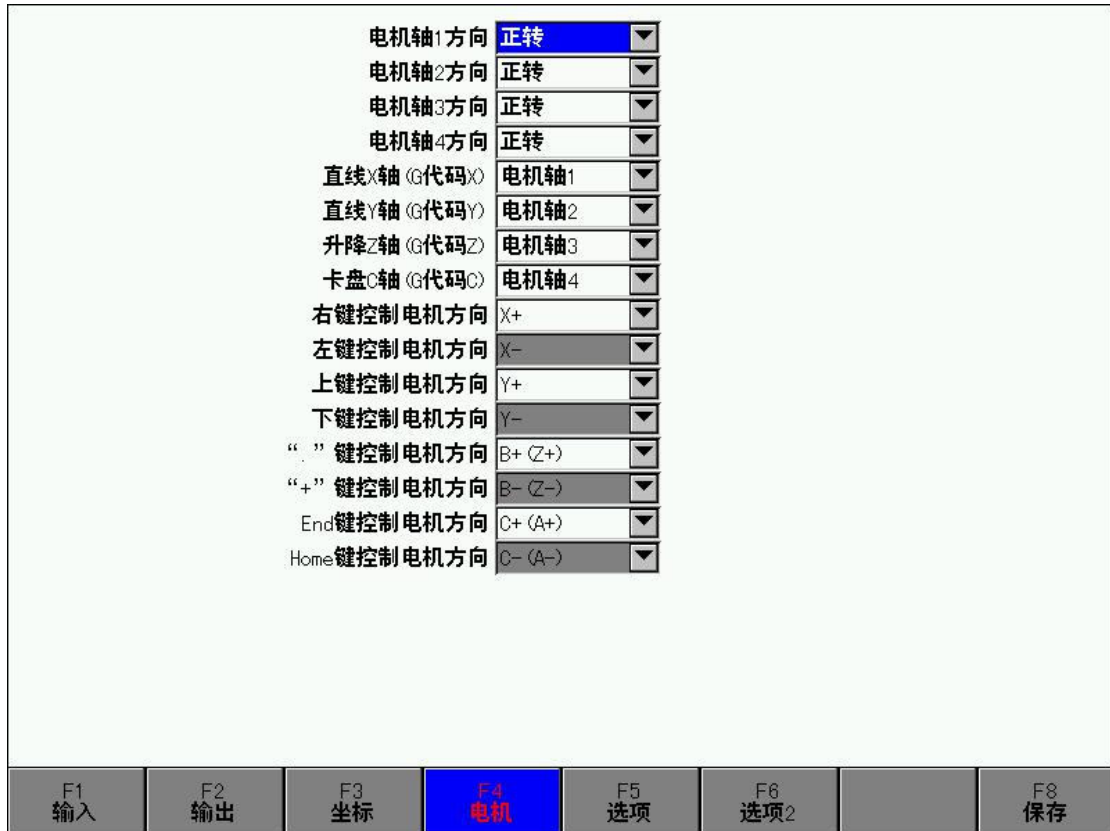 电机轴1方向 正转
电机轴2方向 正转
电机轴3方向 正转
电机轴4方向 正转
直线X轴(G代码X) 电机轴1
直线Y轴(G代码Y) 电机轴2
升降Z轴(G代码Z) 电机轴3
卡盘C轴(G代码C) 电机轴4
右键控制电机方向 X+
左键控制电机方向 X-
上键控制电机方向 Y+
下键控制电机方向 Y-
“.”键控制电机方向 B+(Z+)
“+”键控制电机方向 B-(Z-)
End键控制电机方向 C+(A+)
Home键控制电机方向 C-(A-)
F1 F2 F3 F4 F5 F6 F8
输入 输出 坐标 电机 选项 选项2 保存